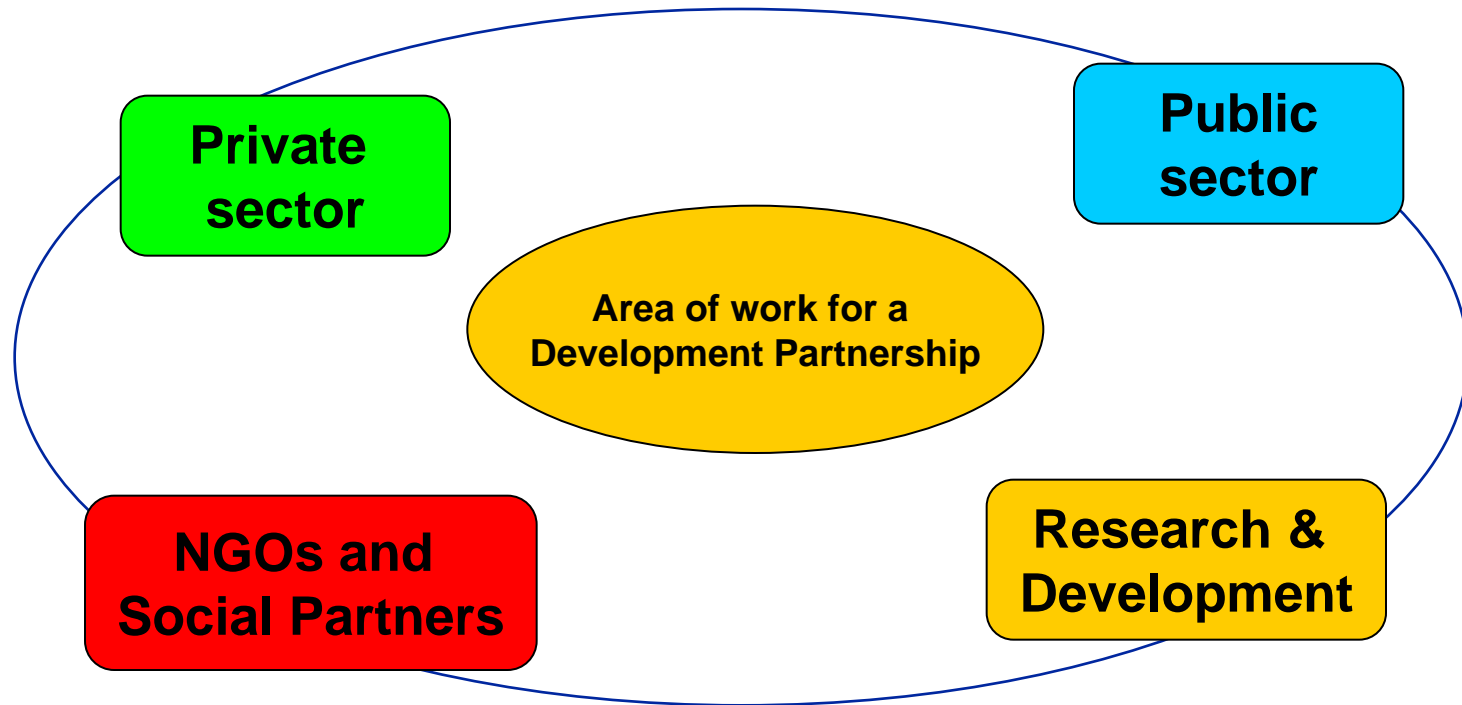 Private
sector
Public
sector
Area of work for a
Development Partnership
NGOs and
Social Partners
Research &
Development